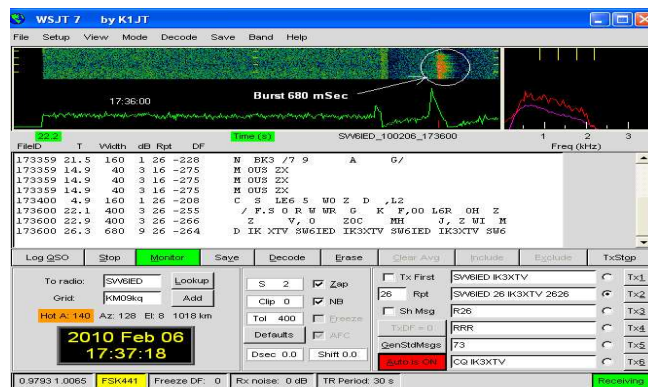 WSJT 7 by K1JT
File Setup View Mode Decode Save Band Help
Burst 680 mSec
17:36:00
22.2 Time (s) SW6IED_100206_173600 1 2 3
FileID T Width dB Rpt DF Freq (kHz)
173359 21.5 160 1 26 -228 N BK3 /7 9 A G/
173359 14.9 40 3 16 -275 M OUS ZX
173359 14.9 40 3 16 -275 M OUS ZX
173359 14.9 40 3 16 -275 M OUS ZX
173400 4.9 160 1 26 -208 C S LE6 5 WO Z D ,L2
173600 22.1 400 3 26 -255 / F.S O R W WR G K F,OO L6R OH Z
173600 22.9 400 3 26 -266 Z V, O ZOC MH J, Z WI M
173600 26.3 680 9 26 -264 D IK XTV SW6IED IK3XTV IK3XTV SW6
Log QSO Stop Monitor Save Decode Erase Clear Avg Include Exclude TxStop
To radio: SW6IED Lookup
Grid: KM09kq Add
Hot A: 140 Az: 128 El: 8 1018 km
2010 Feb 06
17:37:18
S 2 Zap
Clip 0 NB
Tol 400 Freeze
Defaults AFC
Dsec 0.0 Shift 0.0
Tx First SW6IED IK3XTV Tx1
26 Rpt SW6IED 26 IK3XTV 2626 Tx2
Sh Msg R26 Tx3
TxDF = 0 RRR Tx4
GenStdMsgs 73 Tx5
Auto is ON CQ IK3XTV Tx6
0.9793 1.0065 FSK441 Freeze DF: 0 Rx noise: 0 dB TR Period: 30 s Receiving